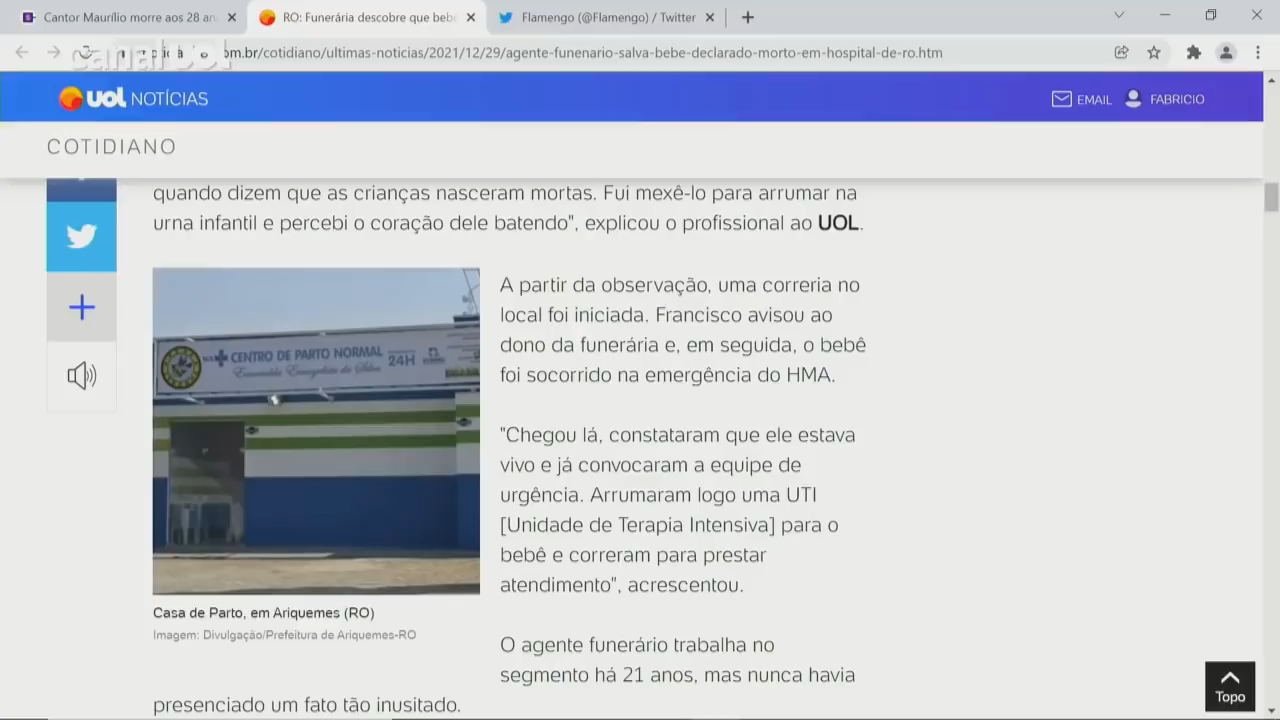 Cantor Maurílio morre aos 28 an
RO: Funerária descobre que beb
Flamengo (@Flamengo) / Twitter
canal uol
om.br/cotidiano/ultimas-noticias/2021/12/29/agente-funenario-salva-bebe-declarado-morto-em-hospital-de-ro.htm
UOL NOTÍCIAS
EMAIL
FABRICIO
COTIDIANO
quando dizem que as crianças nasceram mortas. Fui mexê-lo para arrumar na
urna infantil e percebi o coração dele batendo", explicou o profissional ao UOL.
CENTRO DE PARTO NORMAL
24H
A partir da observação, uma correria no
local foi iniciada. Francisco avisou ao
dono da funerária e, em seguida, o bebê
foi socorrido na emergência do HMA.
"Chegou lá, constataram que ele estava
vivo e já convocaram a equipe de
urgência. Arrumaram logo uma UTI
[Unidade de Terapia Intensiva] para o
bebê e correram para prestar
atendimento", acrescentou.
Casa de Parto, em Ariquemes (RO)
Imagem: Divulgação/Prefeitura de Ariquemes-RO
O agente funerário trabalha no
segmento há 21 anos, mas nunca havia
presenciado um fato tão inusitado.
Topo